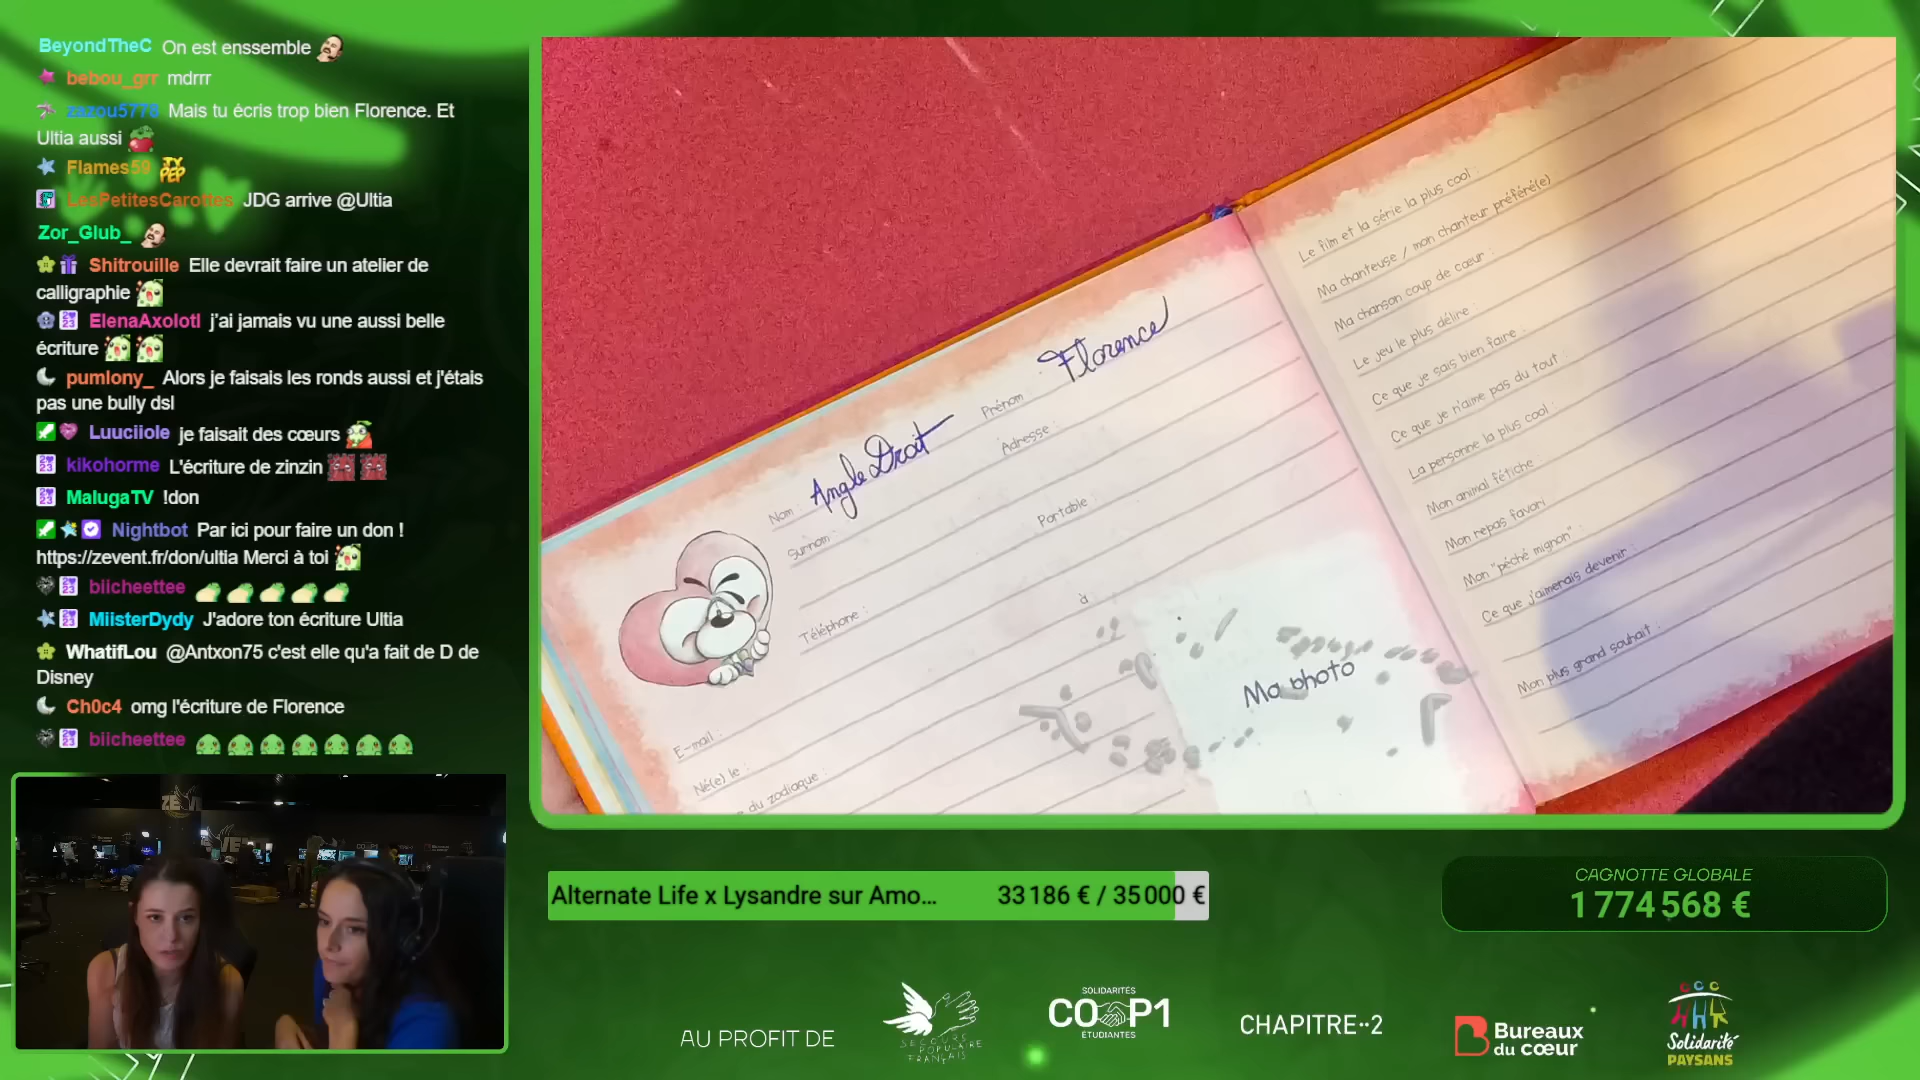 BeyondTheC On est enssemble
bebou_grr mdrrr
zazou5778 Mais tu écris trop bien Florence. Et
Ultia aussi
Flames59
LesPetitesCarottes JDG arrive @Ultia
Zor_Glub_
Shitrouille Elle devrait faire un atelier de
calligraphie
ElenaAxolotl j'ai jamais vu une aussi belle
écriture
pumlony_ Alors je faisais les ronds aussi et j'étais
pas une bully dsl
Luuciiole je faisait des cœurs
kikohorme L'écriture de zinzin
MalugaTV !don
Nightbot Par ici pour faire un don !
https://zevent.fr/don/ultia Merci à toi
biicheettee
MiisterDydy J'adore ton écriture Ultia
WhatifLou @Antxon75 c'est elle qu'a fait de D de
Disney
Ch0c4 omg l'écriture de Florence
biicheettee
Nom : Angle Droit Prénom : Florence
Surnom : Adresse :
Téléphone : Portable :
E-mail :
Né(e) le : à
du zodiaque :
Ma photo
Le film et la série la plus cool :
Ma chanteuse / mon chanteur préféré(e)
Ma chanson coup de cœur :
Le jeu le plus délire :
Ce que je sais bien faire :
Ce que je n'aime pas du tout
La personne la plus cool :
Mon animal fétiche :
Mon repas favori
Mon "péché mignon" :
Ce que j'aimerais devenir :
Mon plus grand souhait :
Alternate Life x Lysandre sur Amo... 33 186 € / 35 000 €
CAGNOTTE GLOBALE
1 774 568 €
AU PROFIT DE
SECOURS
POPULAIRE
FRANÇAIS
SOLIDARITÉS
CO P1
ÉTUDIANTES
CHAPITRE··2
Bureaux
du cœur
Solidarité
PAYSANS